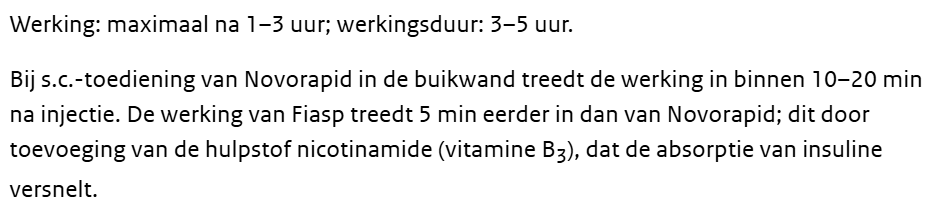 Werking: maximaal na 1–3 uur; werkingsduur: 3–5 uur.
Bij s.c.-toediening van Novorapid in de buikwand treedt de werking in binnen 10–20 min
na injectie. De werking van Fiasp treedt 5 min eerder in dan van Novorapid; dit door
toevoeging van de hulpstof nicotinamide (vitamine B₃), dat de absorptie van insuline
versnelt.